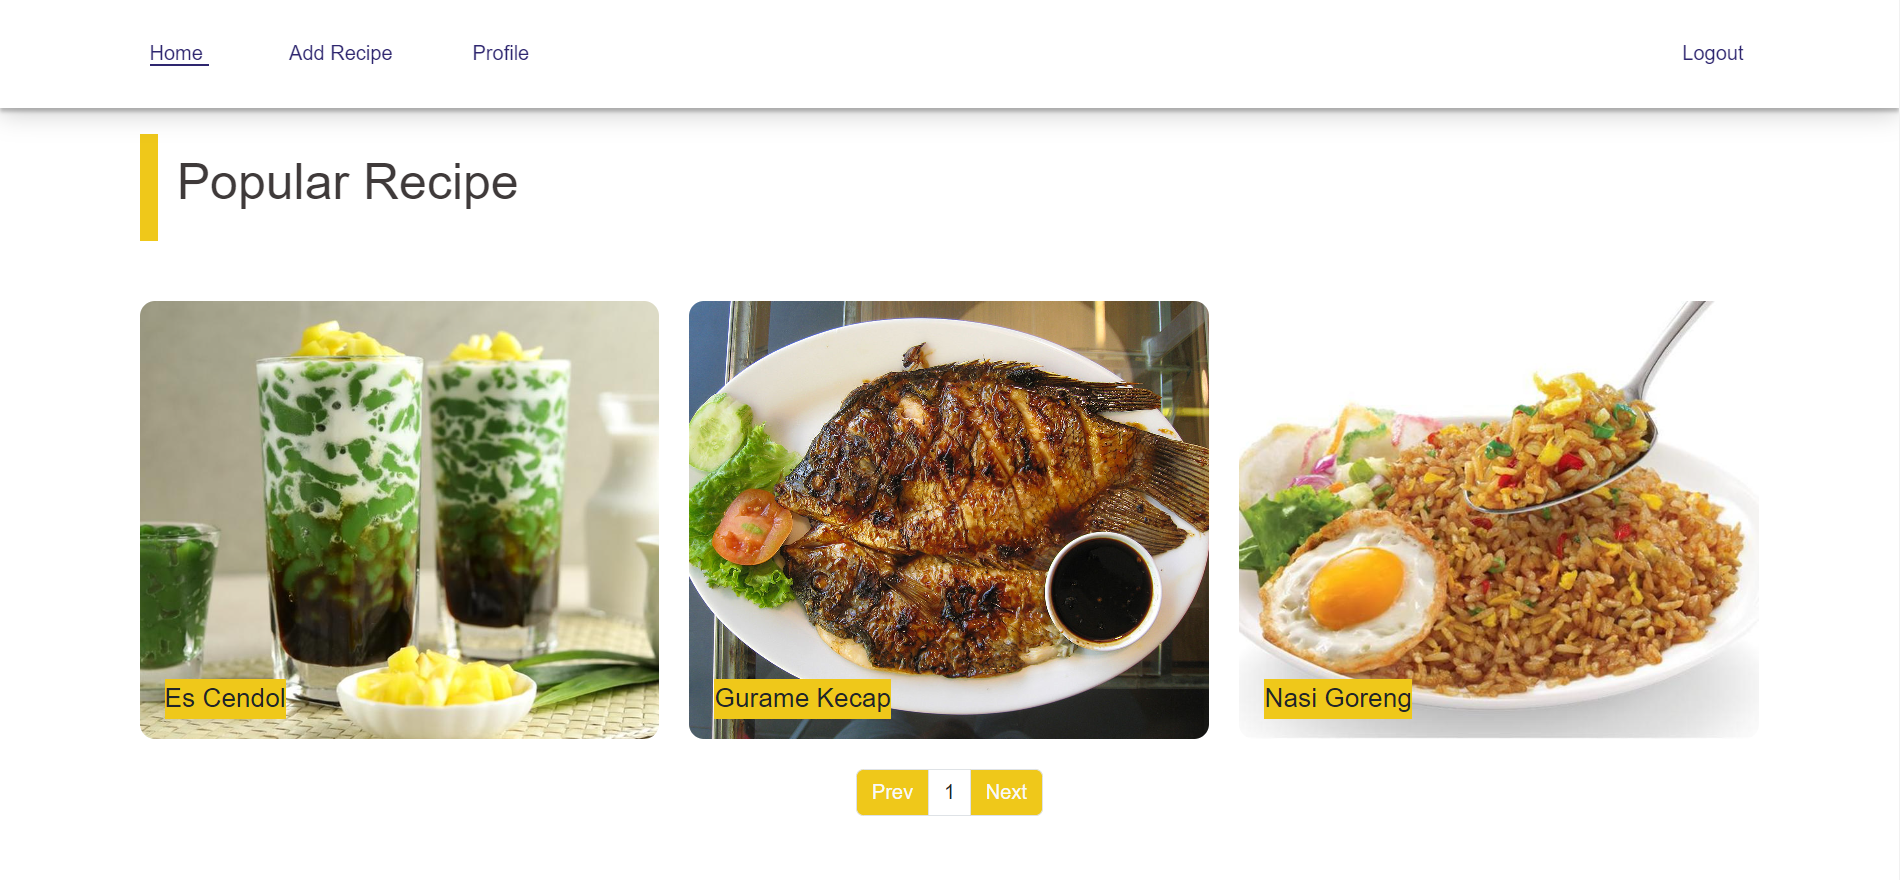 Home Add Recipe Profile Logout
Popular Recipe
Es Cendol
Gurame Kecap
Nasi Goreng
Prev 1 Next